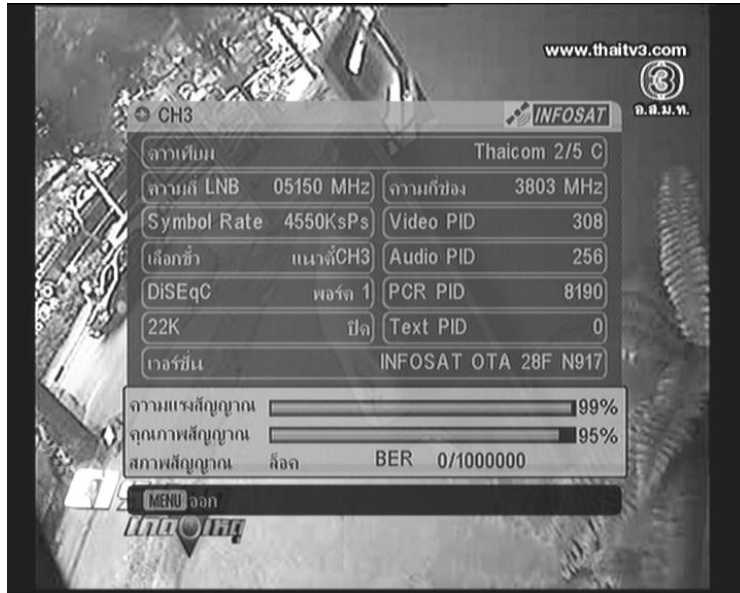 www.thaitv3.com
3
อ.ส.ม.ท.
CH3 INFOSAT
ดาวเทียม Thaicom 2/5 C
ความถี่ LNB 05150 MHz ความถี่ช่อง 3803 MHz
Symbol Rate 4550KsPs Video PID 308
เลือกขั้ว แนวตั้งCH3 Audio PID 256
DiSEqC พอร์ต 1 PCR PID 8190
22K ปิด Text PID 0
เวอร์ชั่น INFOSAT OTA 28F N917
ความแรงสัญญาณ 99%
คุณภาพสัญญาณ 95%
สภาพสัญญาณ ล็อค BER 0/1000000
MENU ออก